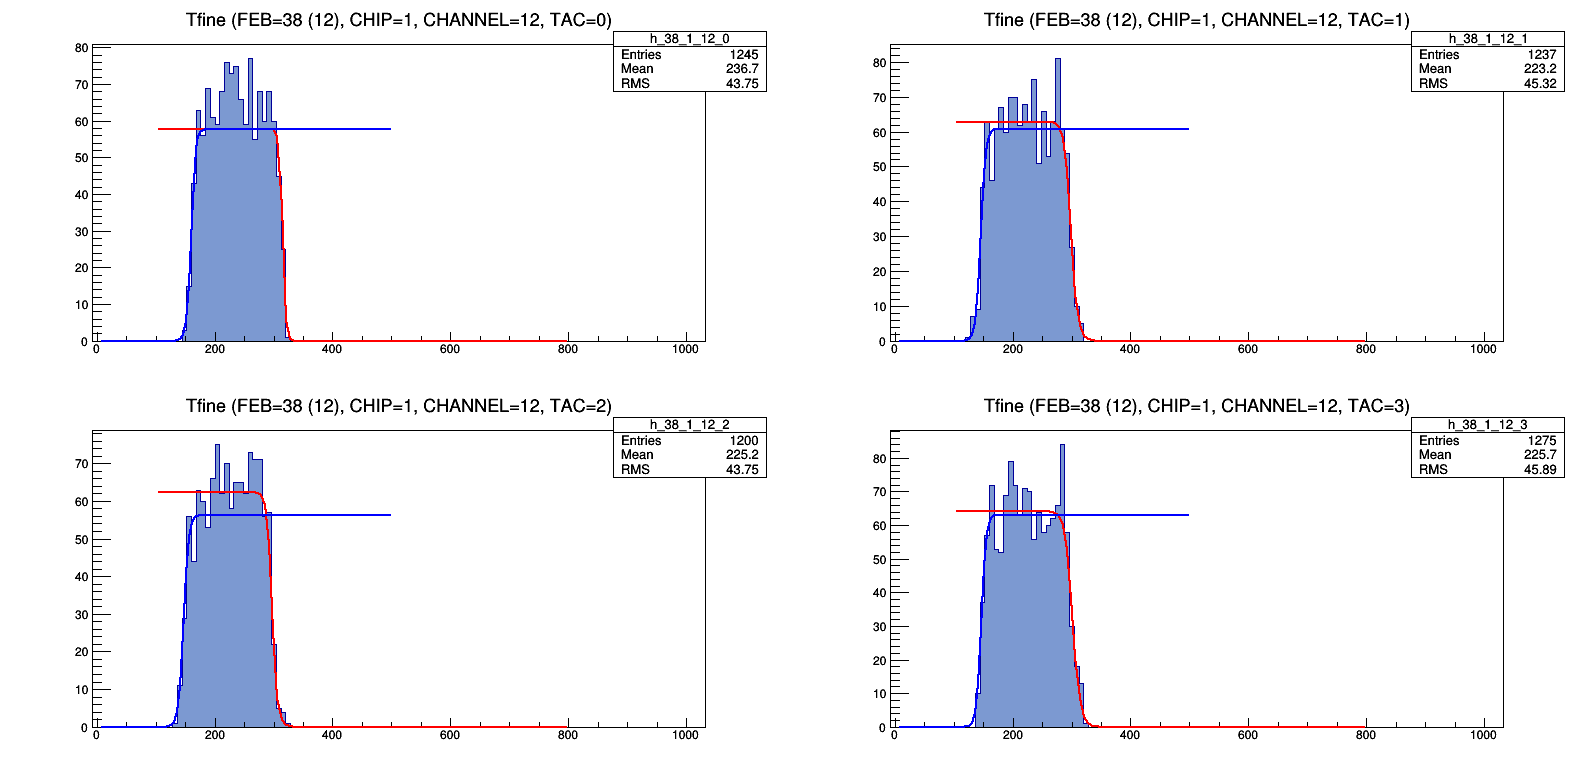 Tfine (FEB=38 (12), CHIP=1, CHANNEL=12, TAC=0)
h_38_1_12_0
Entries 1245
Mean 236.7
RMS 43.75
80
70
60
50
40
30
20
10
0
0 200 400 600 800 1000
Tfine (FEB=38 (12), CHIP=1, CHANNEL=12, TAC=1)
h_38_1_12_1
Entries 1237
Mean 223.2
RMS 45.32
80
70
60
50
40
30
20
10
0
0 200 400 600 800 1000
Tfine (FEB=38 (12), CHIP=1, CHANNEL=12, TAC=2)
h_38_1_12_2
Entries 1200
Mean 225.2
RMS 43.75
70
60
50
40
30
20
10
0
0 200 400 600 800 1000
Tfine (FEB=38 (12), CHIP=1, CHANNEL=12, TAC=3)
h_38_1_12_3
Entries 1275
Mean 225.7
RMS 45.89
80
70
60
50
40
30
20
10
0
0 200 400 600 800 1000